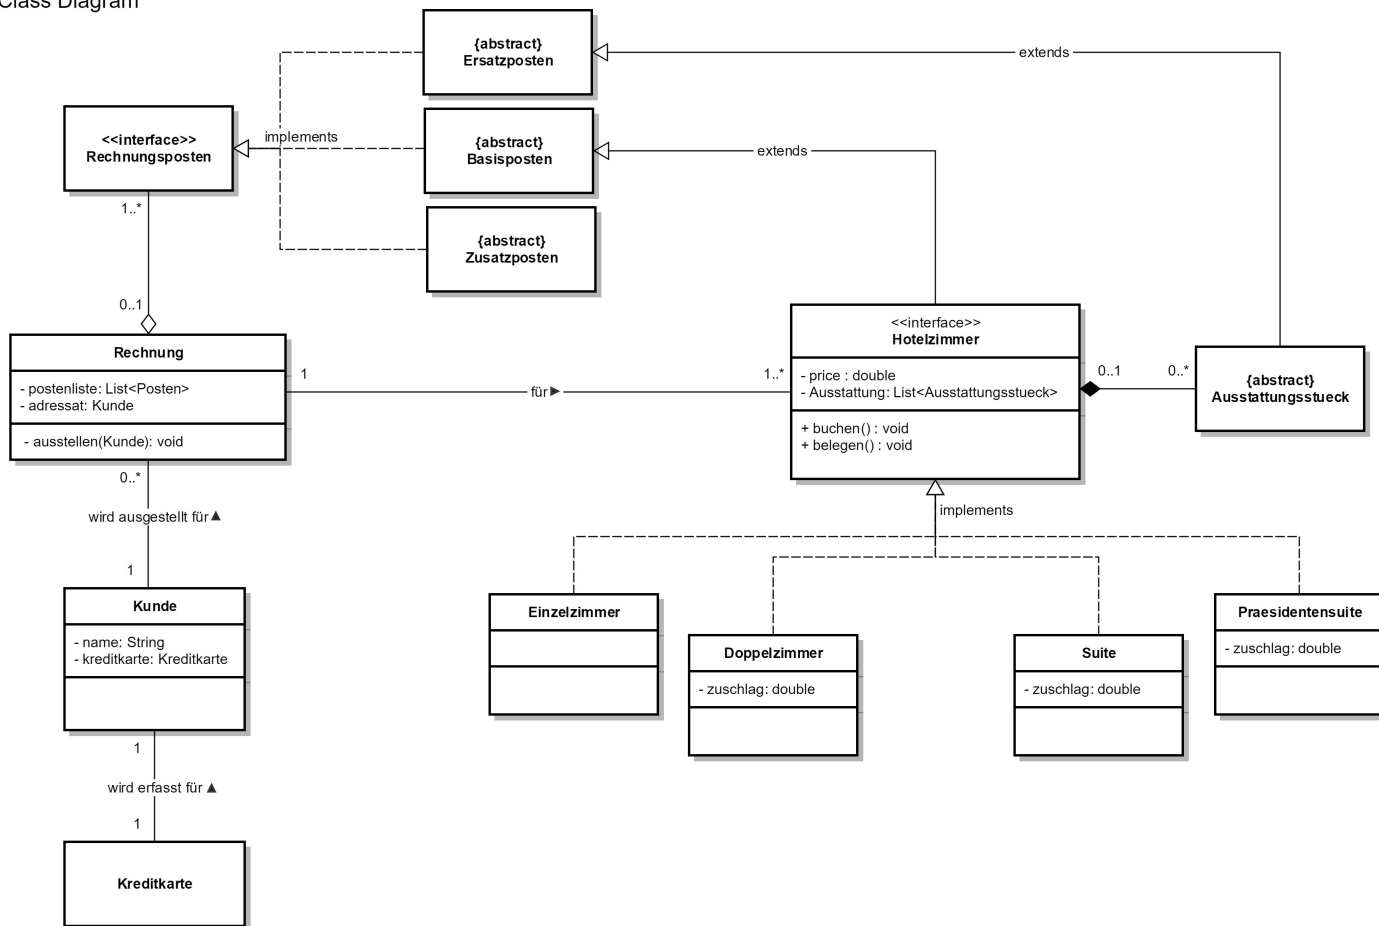 Class Diagram
{abstract}
Ersatzposten
extends
<<interface>>
Rechnungsposten
implements
{abstract}
Basisposten
extends
1..*
{abstract}
Zusatzposten
0..1
Rechnung
- postenliste: List<Posten>
- adressat: Kunde
- ausstellen(Kunde): void
1
für ▶
1..*
<<interface>>
Hotelzimmer
- price : double
- Ausstattung: List<Ausstattungsstueck>
+ buchen() : void
+ belegen() : void
0..1
0..*
{abstract}
Ausstattungsstueck
0..*
wird ausgestellt für ▲
1
implements
Kunde
- name: String
- kreditkarte: Kreditkarte
Einzelzimmer
Doppelzimmer
- zuschlag: double
Suite
- zuschlag: double
Praesidentensuite
- zuschlag: double
1
wird erfasst für ▲
1
Kreditkarte